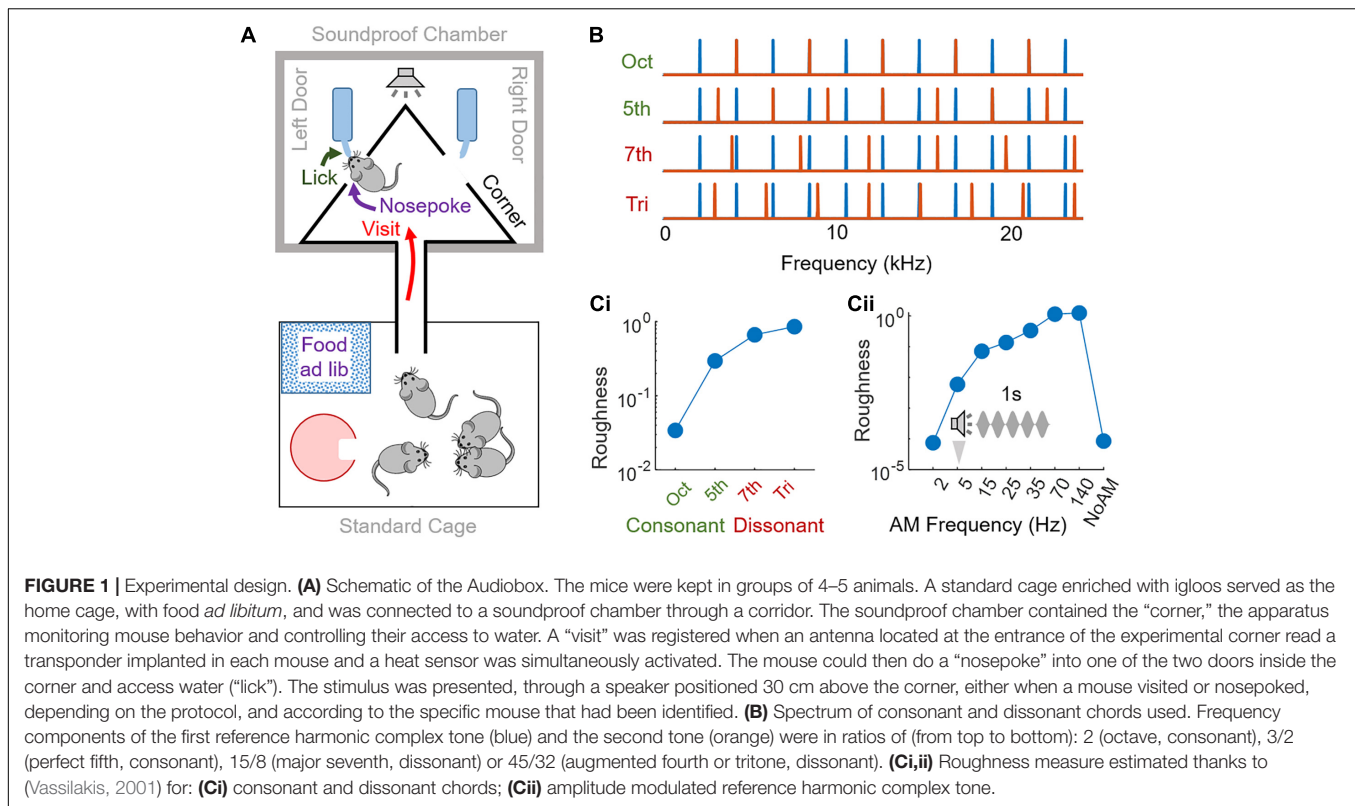 A
Soundproof Chamber
Left Door
Right Door
Lick
Nosepoke
Corner
Visit
Food
ad lib
Standard Cage
B
Oct
5th
7th
Tri
0 10 20
Frequency (kHz)
Ci
10⁰
10⁻¹
10⁻²
Roughness
Oct 5th 7th Tri
Consonant Dissonant
Cii
10⁰
10⁻⁵
Roughness
1s
2 5 15 25 35 70 140 NoAM
AM Frequency (Hz)
FIGURE 1 | Experimental design. (A) Schematic of the Audiobox. The mice were kept in groups of 4–5 animals. A standard cage enriched with igloos served as the
home cage, with food ad libitum, and was connected to a soundproof chamber through a corridor. The soundproof chamber contained the “corner,” the apparatus
monitoring mouse behavior and controlling their access to water. A “visit” was registered when an antenna located at the entrance of the experimental corner read a
transponder implanted in each mouse and a heat sensor was simultaneously activated. The mouse could then do a “nosepoke” into one of the two doors inside the
corner and access water (“lick”). The stimulus was presented, through a speaker positioned 30 cm above the corner, either when a mouse visited or nosepoked,
depending on the protocol, and according to the specific mouse that had been identified. (B) Spectrum of consonant and dissonant chords used. Frequency
components of the first reference harmonic complex tone (blue) and the second tone (orange) were in ratios of (from top to bottom): 2 (octave, consonant), 3/2
(perfect fifth, consonant), 15/8 (major seventh, dissonant) or 45/32 (augmented fourth or tritone, dissonant). (Ci,ii) Roughness measure estimated thanks to
(Vassilakis, 2001) for: (Ci) consonant and dissonant chords; (Cii) amplitude modulated reference harmonic complex tone.